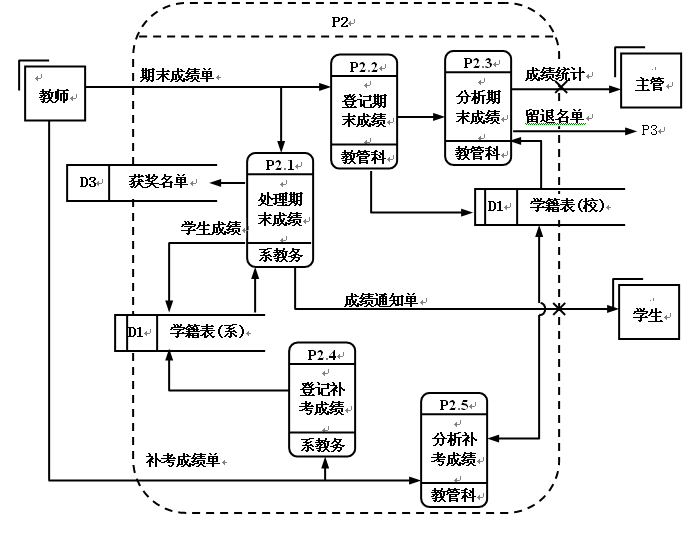 P2
教师
期末成绩单
P2.2
登记期
末成绩
教管科
P2.3
分析期
末成绩
教管科
成绩统计
主管
留退名单
P3
D3
获奖名单
P2.1
处理期
末成绩
系教务
D1
学籍表(校)
学生成绩
成绩通知单
学生
D1
学籍表(系)
P2.4
登记补
考成绩
系教务
P2.5
分析补
考成绩
教管科
补考成绩单